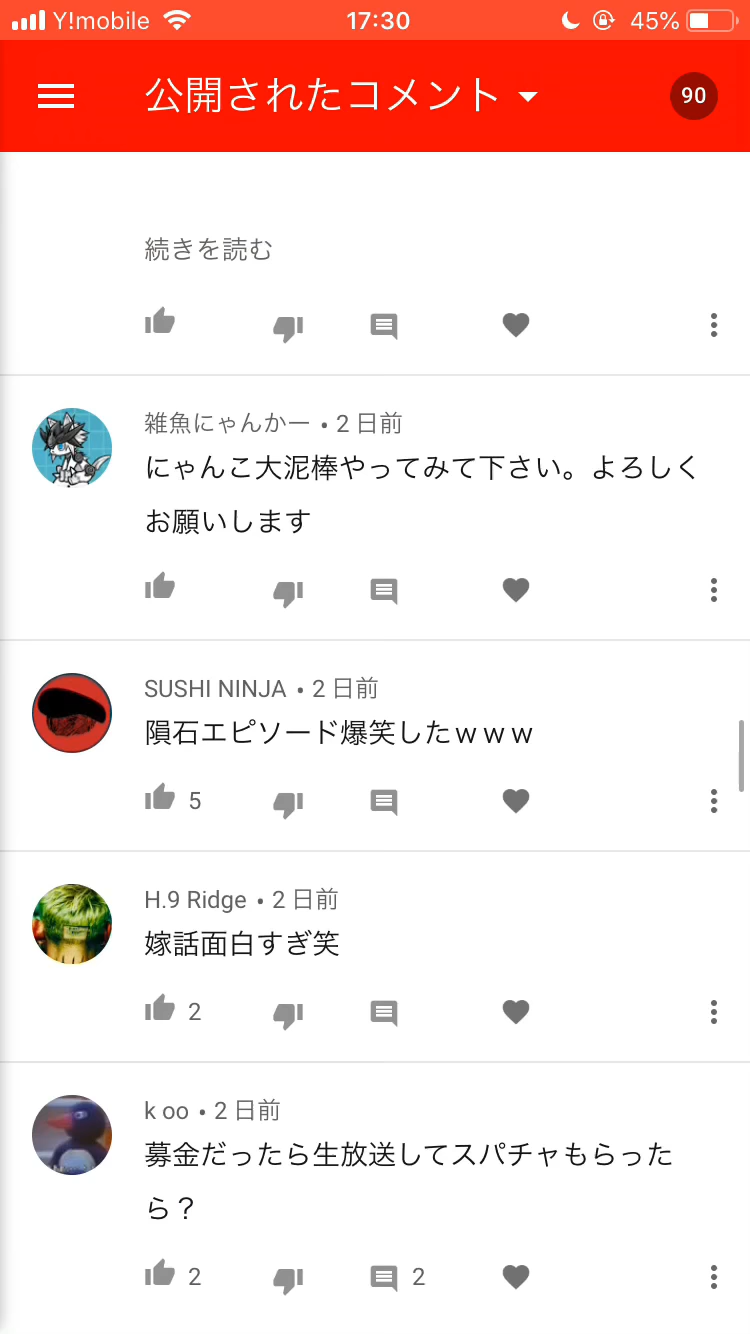 Y!mobile 17:30 45%
公開されたコメント 90
続きを読む
雑魚にゃんかー • 2 日前
にゃんこ大泥棒やってみて下さい。よろしく
お願いします
SUSHI NINJA • 2 日前
隕石エピソード爆笑したｗｗｗ
5
H.9 Ridge • 2 日前
嫁話面白すぎ笑
2
k oo • 2 日前
募金だったら生放送してスパチャもらった
ら？
2 2